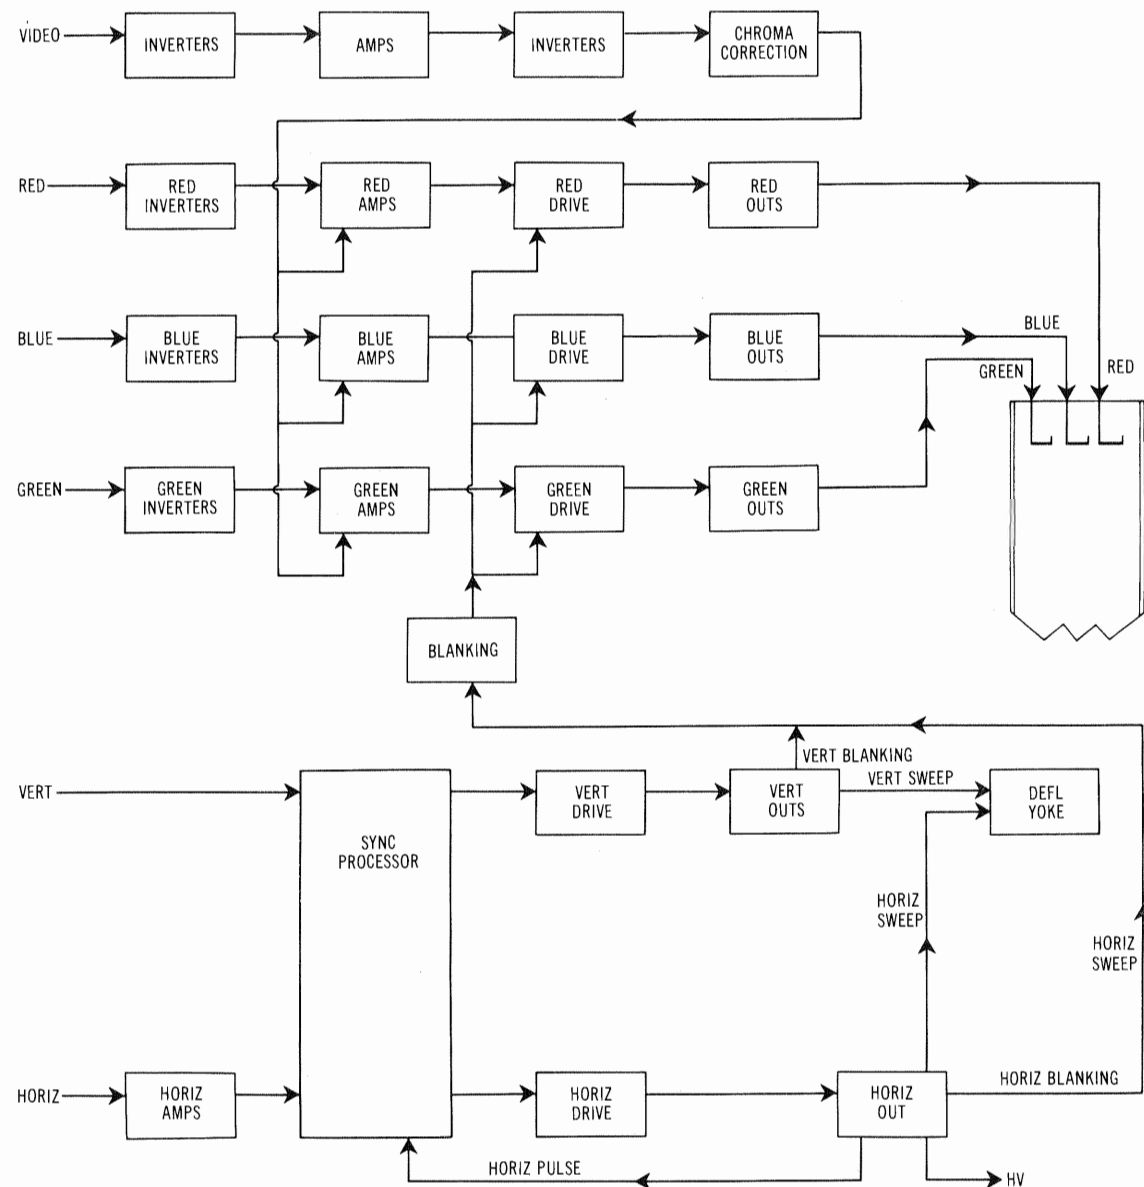 VIDEO
INVERTERS
AMPS
INVERTERS
CHROMA
CORRECTION
RED
RED
INVERTERS
RED
AMPS
RED
DRIVE
RED
OUTS
BLUE
BLUE
INVERTERS
BLUE
AMPS
BLUE
DRIVE
BLUE
OUTS
BLUE
GREEN
RED
GREEN
GREEN
INVERTERS
GREEN
AMPS
GREEN
DRIVE
GREEN
OUTS
BLANKING
VERT BLANKING
VERT
SYNC
PROCESSOR
VERT
DRIVE
VERT
OUTS
VERT SWEEP
DEFL
YOKE
HORIZ
SWEEP
HORIZ
SWEEP
HORIZ
HORIZ
AMPS
HORIZ
DRIVE
HORIZ
OUT
HORIZ BLANKING
HORIZ PULSE
HV